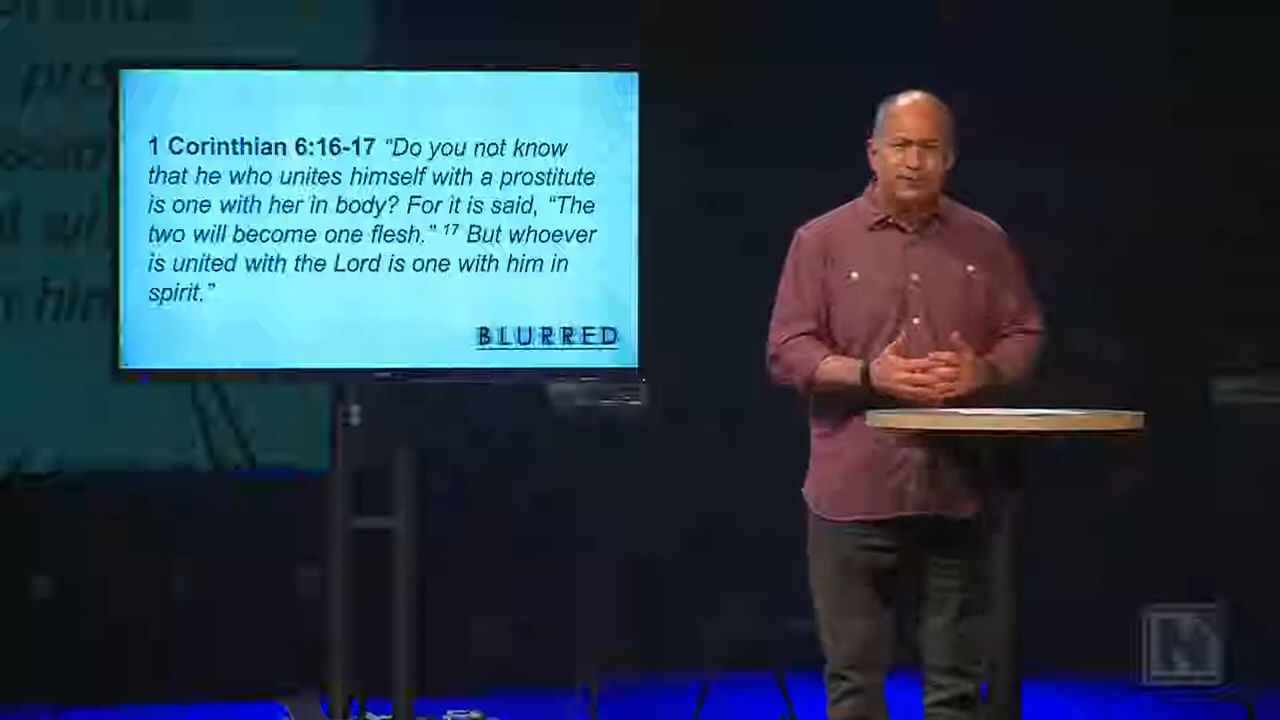 1 Corinthian 6:16-17 “Do you not know
that he who unites himself with a prostitute
is one with her in body? For it is said, “The
two will become one flesh.” 17 But whoever
is united with the Lord is one with him in
spirit.”
BLURRED
pro
him
N